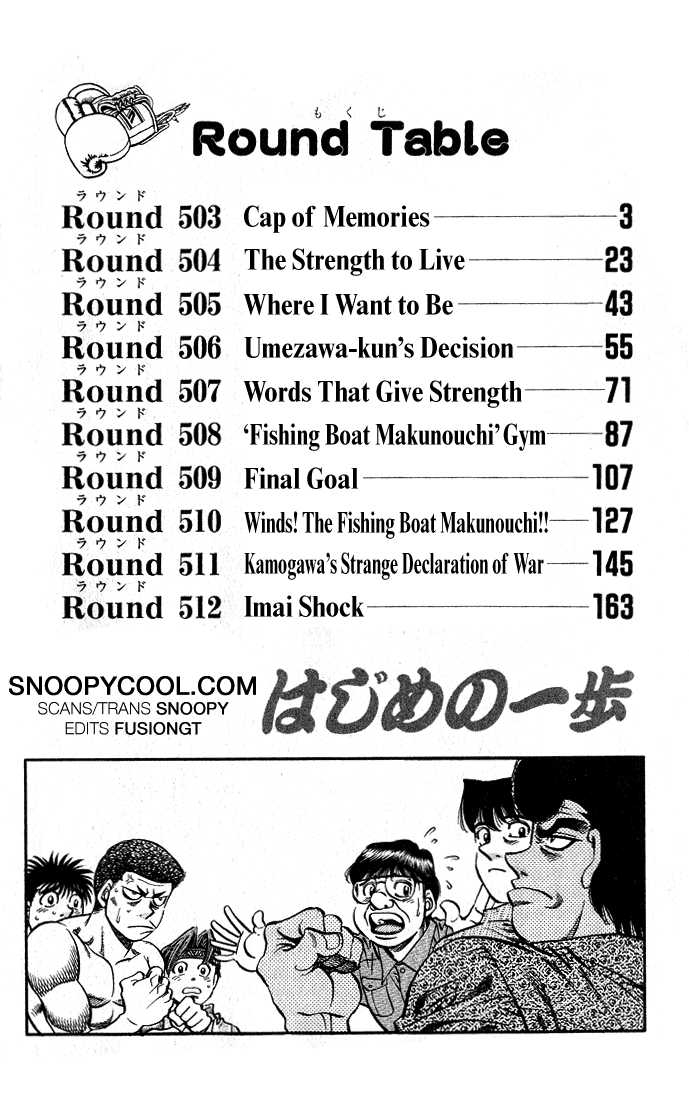 もくじ
Round Table
ラウンド
Round 503 Cap of Memories 3
ラウンド
Round 504 The Strength to Live 23
ラウンド
Round 505 Where I Want to Be 43
ラウンド
Round 506 Umezawa-kun's Decision 55
ラウンド
Round 507 Words That Give Strength 71
ラウンド
Round 508 ‘Fishing Boat Makunouchi’ Gym 87
ラウンド
Round 509 Final Goal 107
ラウンド
Round 510 Winds! The Fishing Boat Makunouchi!! 127
ラウンド
Round 511 Kamogawa's Strange Declaration of War 145
ラウンド
Round 512 Imai Shock 163
SNOOPYCOOL.COM
SCANS/TRANS SNOOPY
EDITS FUSIONGT
はじめの一歩